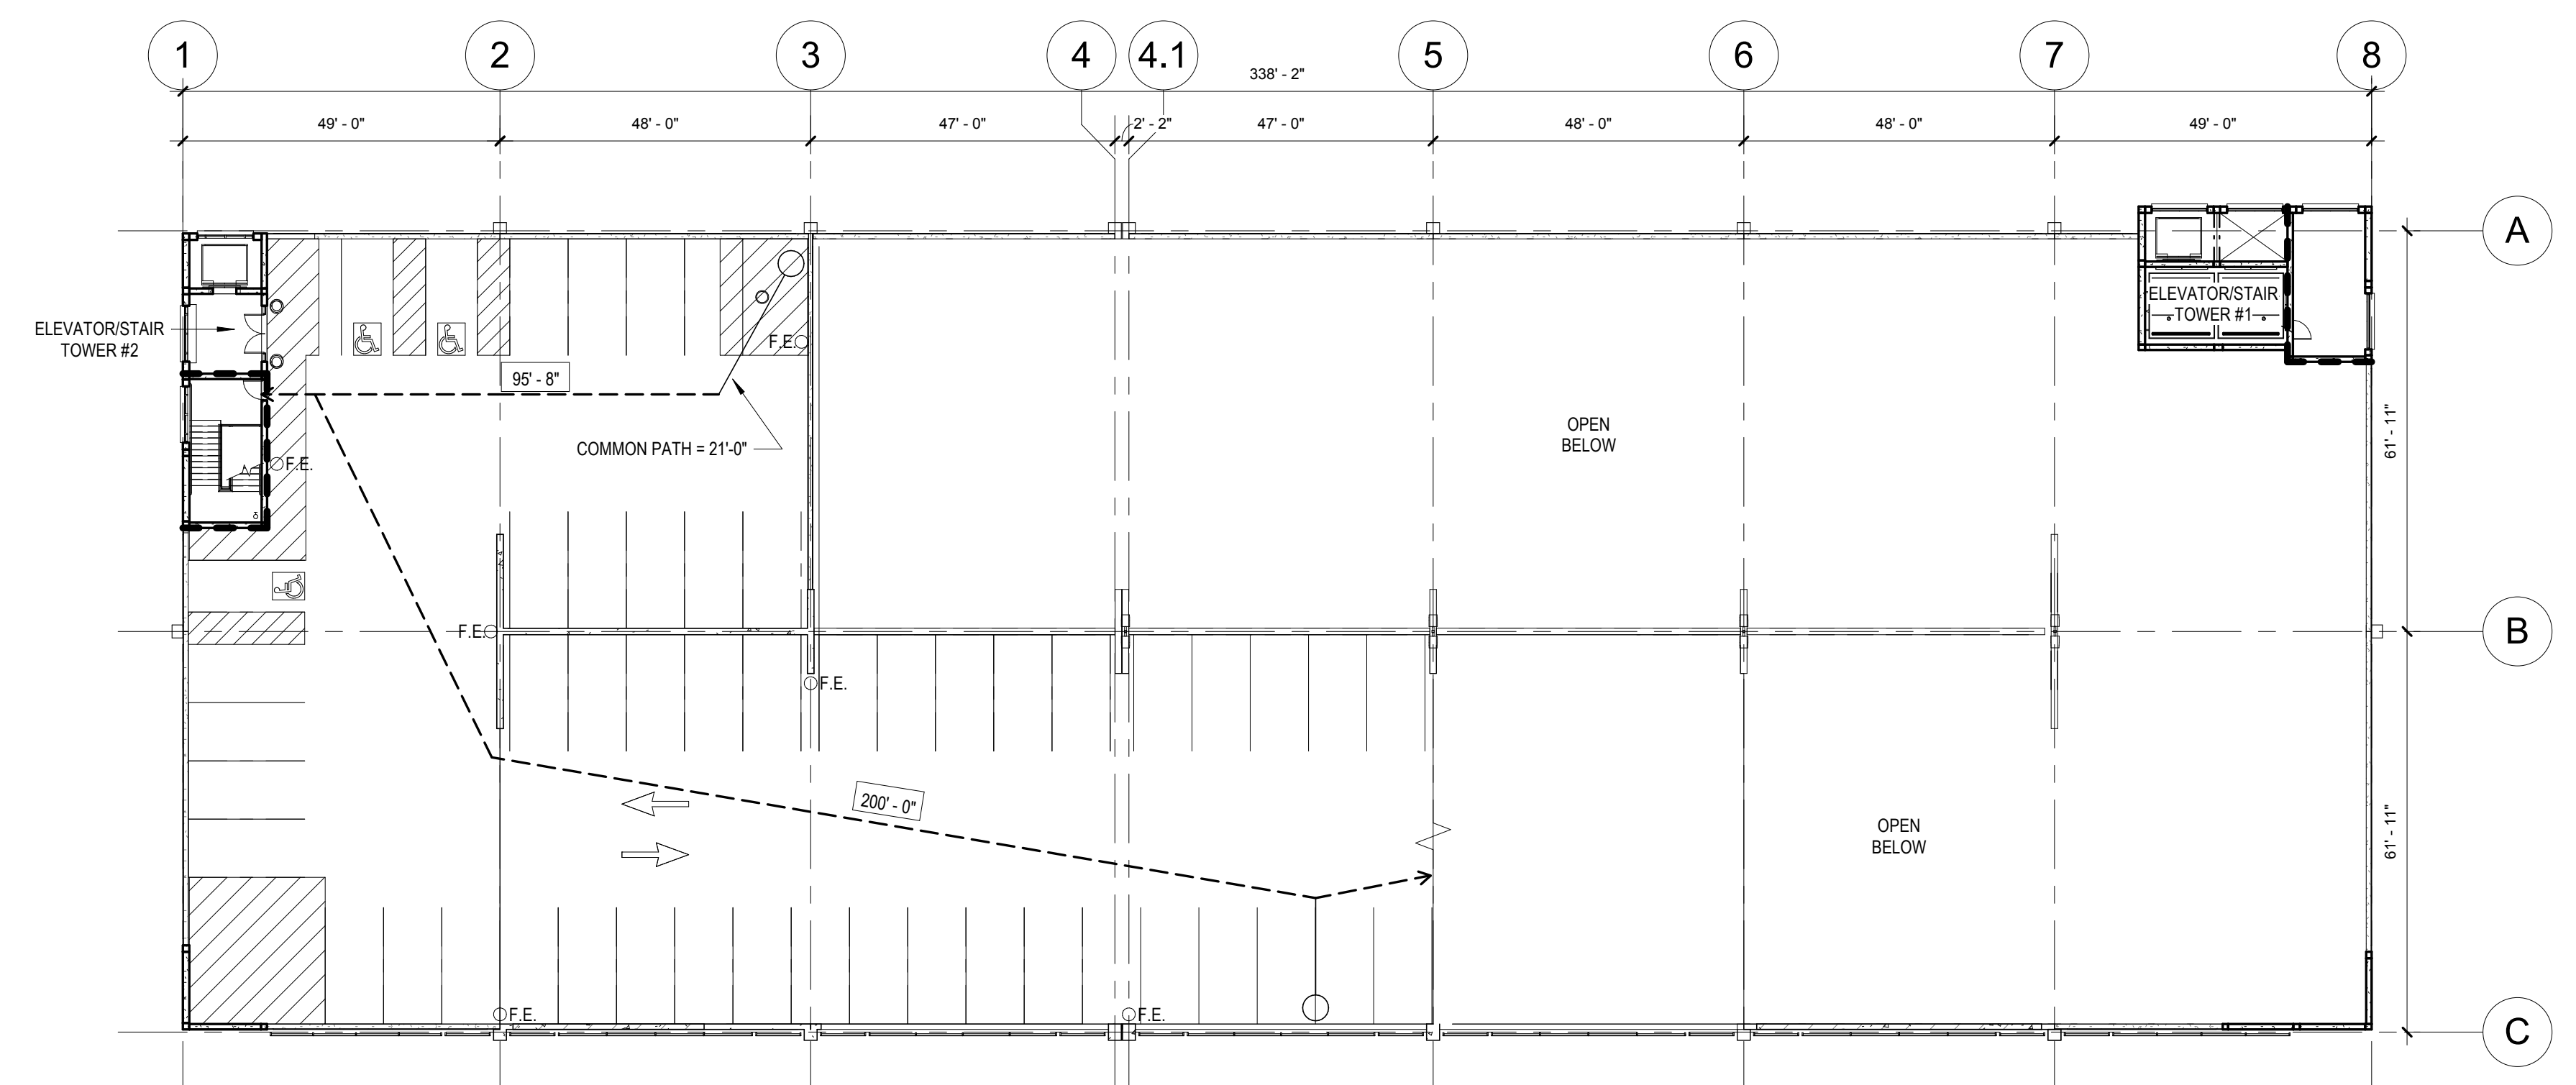 1
2
3
4
4.1
5
6
7
8
338' - 2"
49' - 0"
48' - 0"
47' - 0"
2' - 2"
47' - 0"
48' - 0"
48' - 0"
49' - 0"
A
ELEVATOR/STAIR
TOWER #2
ELEVATOR/STAIR
TOWER #1
F.E.
95' - 8"
COMMON PATH = 21'-0"
OPEN
BELOW
61' - 11"
F.E.
F.E.
B
F.E.
200' - 0"
OPEN
BELOW
61' - 11"
F.E.
F.E.
C